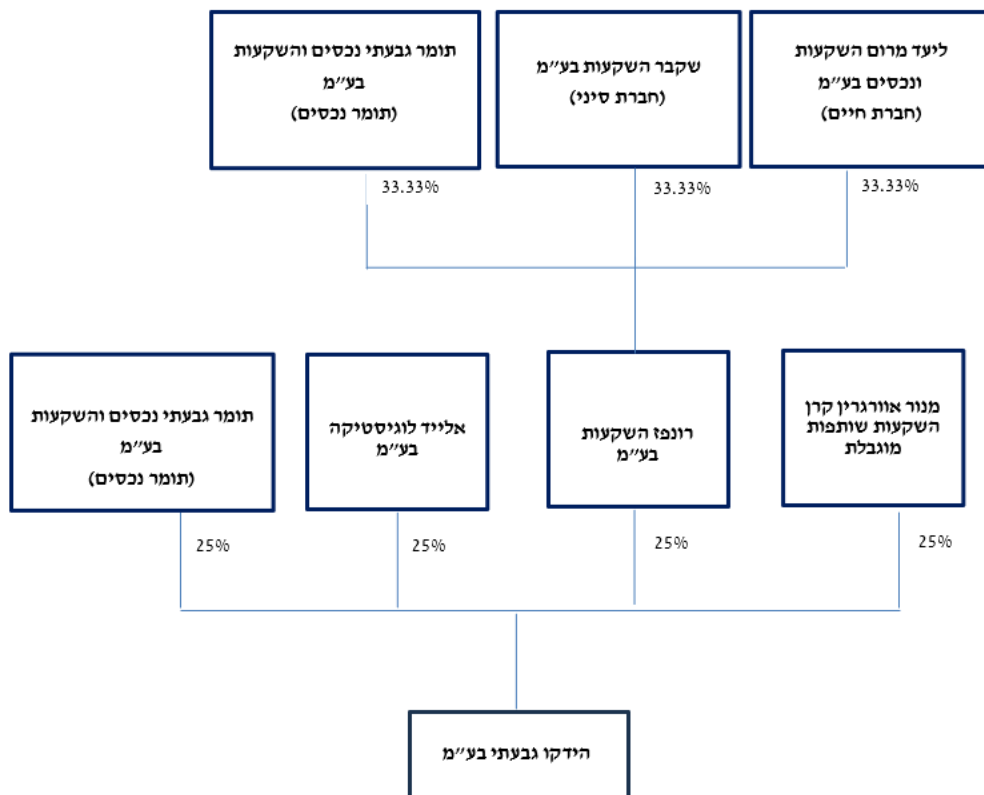 ליעד מרום השקעות
ונכסים בע״מ
(חברת חיים)
שקבר השקעות בע״מ
(חברת סיני)
תומר גבעתי נכסים והשקעות
בע״מ
(תומר נכסים)
33.33%
33.33%
33.33%
מנור אוורגרין קרן
השקעות שותפות
מוגבלת
רונפז השקעות
בע״מ
אלייד לוגיסטיקה
בע״מ
תומר גבעתי נכסים והשקעות
בע״מ
(תומר נכסים)
25%
25%
25%
25%
הידקו גבעתי בע״מ